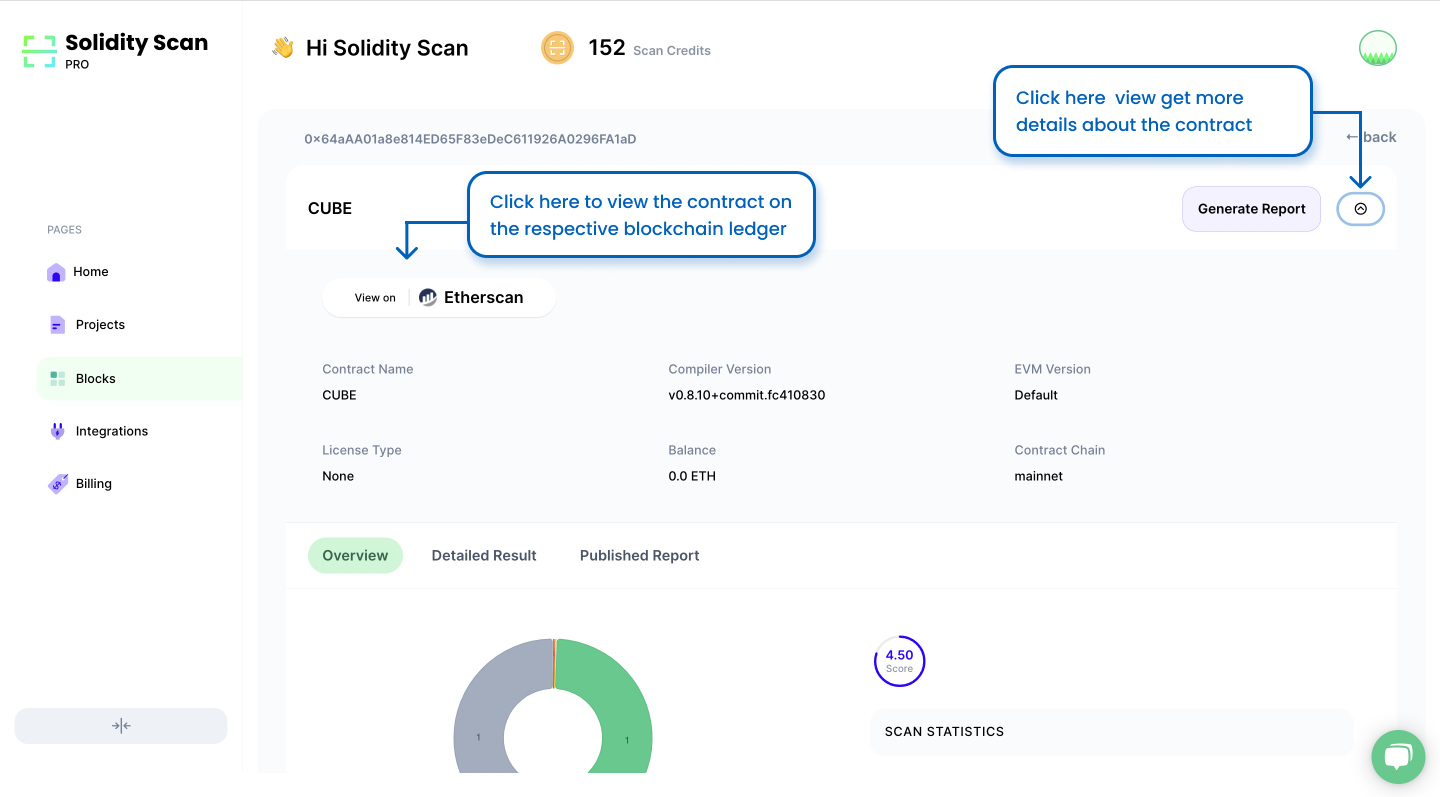 Solidity Scan
PRO
Hi Solidity Scan
152 Scan Credits
Click here  view get more
details about the contract
0x64aAA01a8e814ED65F83eDeC611926A0296FA1aD
←back
CUBE
Click here to view the contract on
the respective blockchain ledger
Generate Report
PAGES
Home
Projects
Blocks
Integrations
Billing
View on Etherscan
Contract Name
CUBE
Compiler Version
v0.8.10+commit.fc410830
EVM Version
Default
License Type
None
Balance
0.0 ETH
Contract Chain
mainnet
Overview
Detailed Result
Published Report
1
1
4.50
Score
SCAN STATISTICS